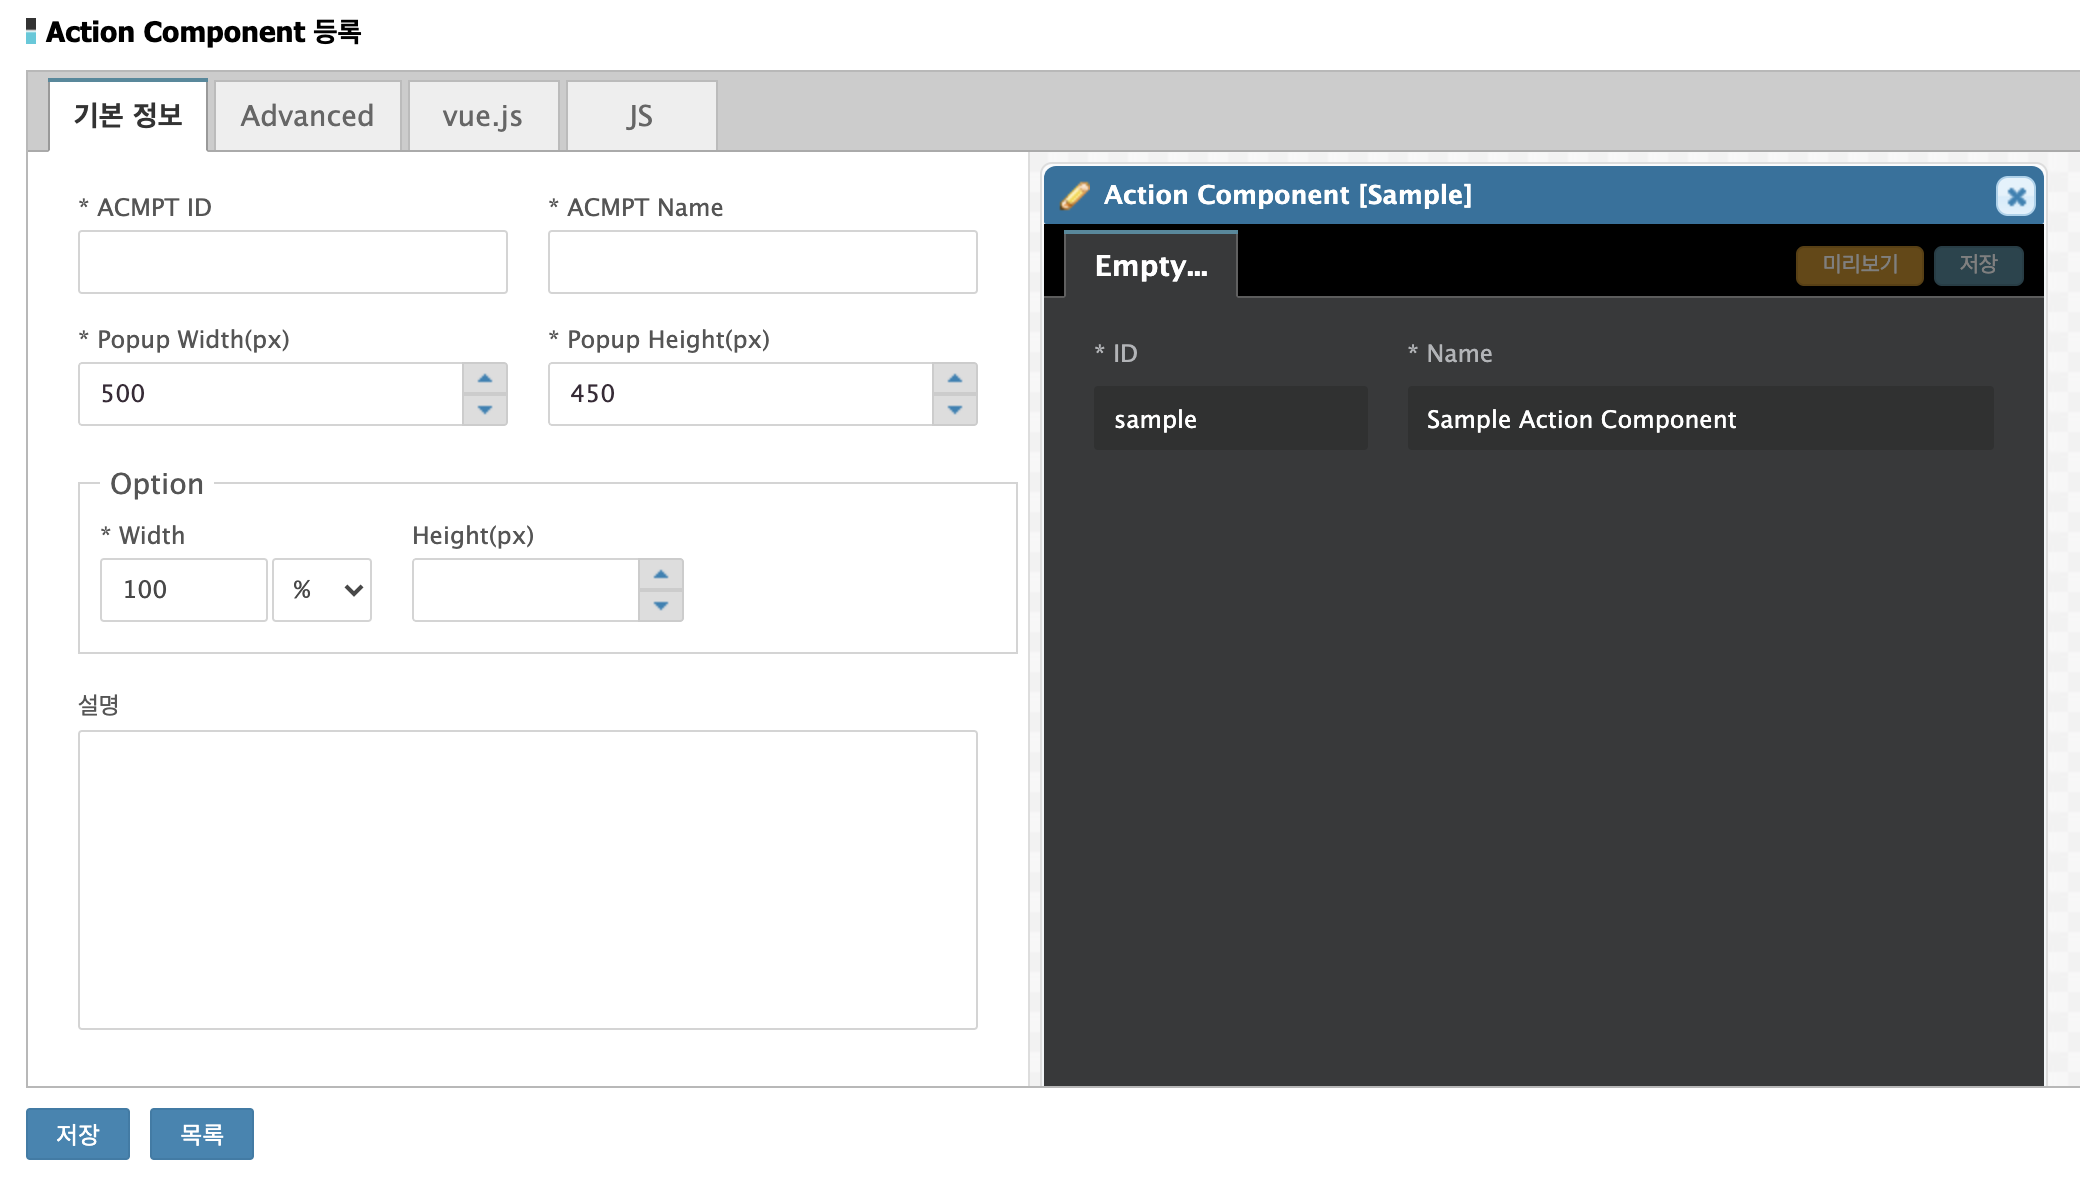 Action Component 등록
기본 정보 Advanced vue.js JS
* ACMPT ID * ACMPT Name
* Popup Width(px) * Popup Height(px)
500 450
Option
* Width Height(px)
100 %
설명
Action Component [Sample]
Empty... 미리보기 저장
* ID * Name
sample Sample Action Component
저장 목록